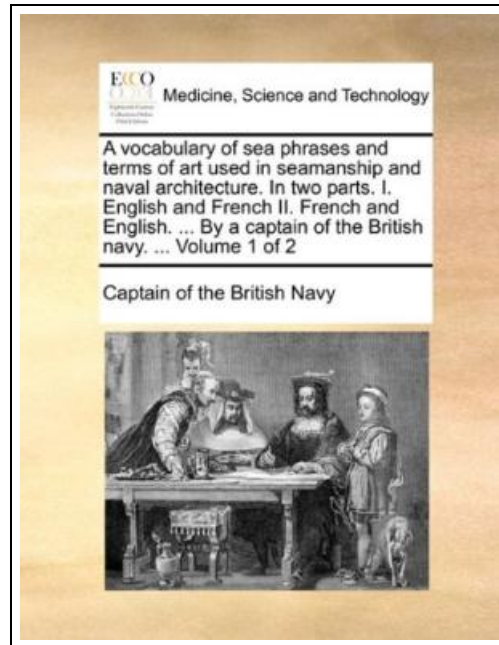 ECCO
Medicine, Science and Technology
A vocabulary of sea phrases and
terms of art used in seamanship and
naval architecture. In two parts. I.
English and French II. French and
English. ... By a captain of the British
navy. ... Volume 1 of 2
Captain of the British Navy